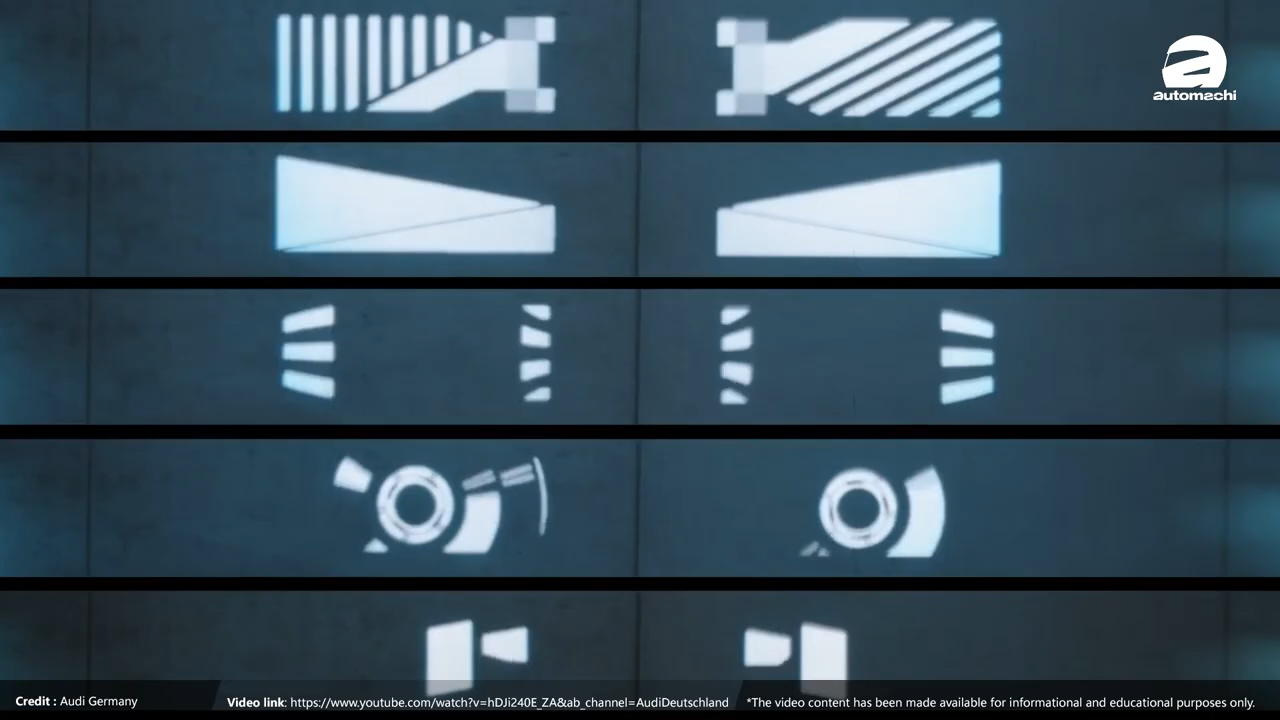 automachi
Credit : Audi Germany
Video link: https://www.youtube.com/watch?v=hDJi240E_ZA&ab_channel=AudiDeutschland
*The video content has been made available for informational and educational purposes only.